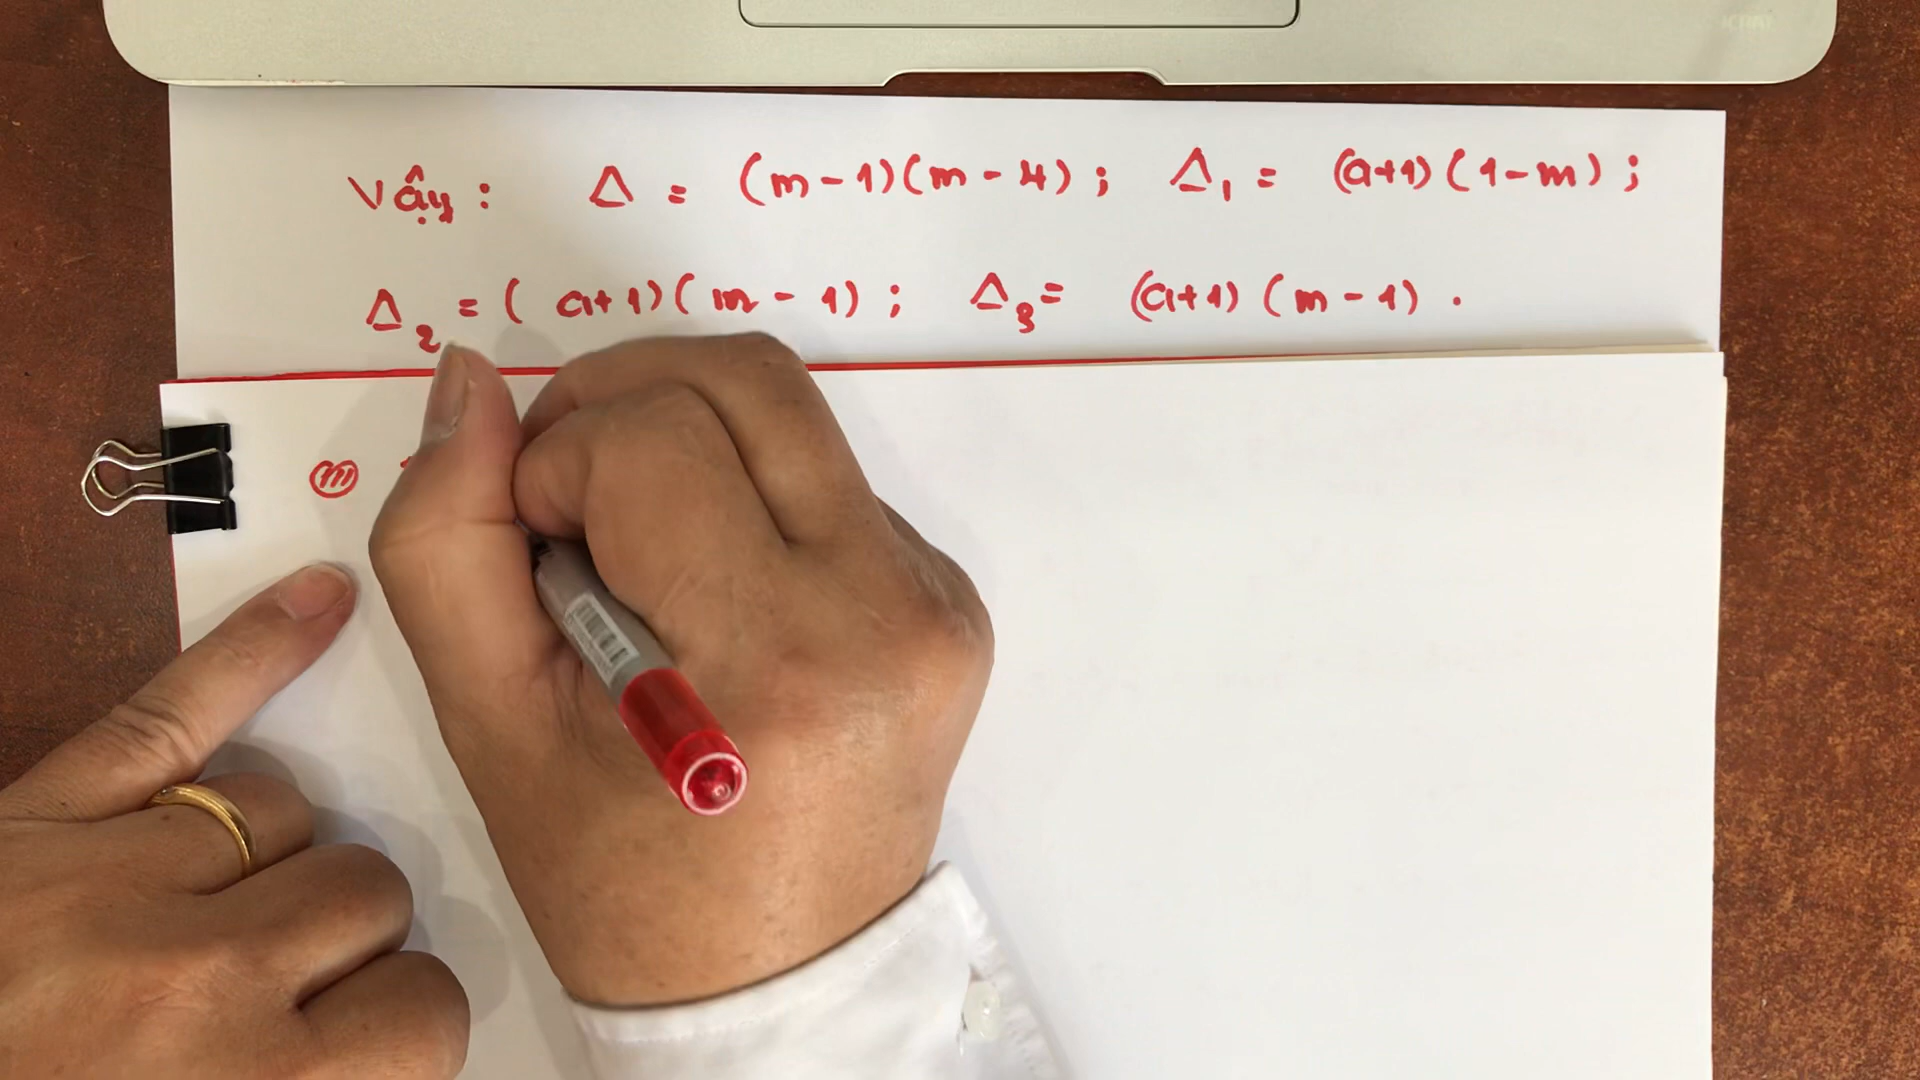 Vậy : Δ = (m-1)(m-4) ; Δ₁ = (a+1)(1-m) ;
Δ₂ = ( a+1)(m-1) ; Δ₃ = (a+1)(m-1) .